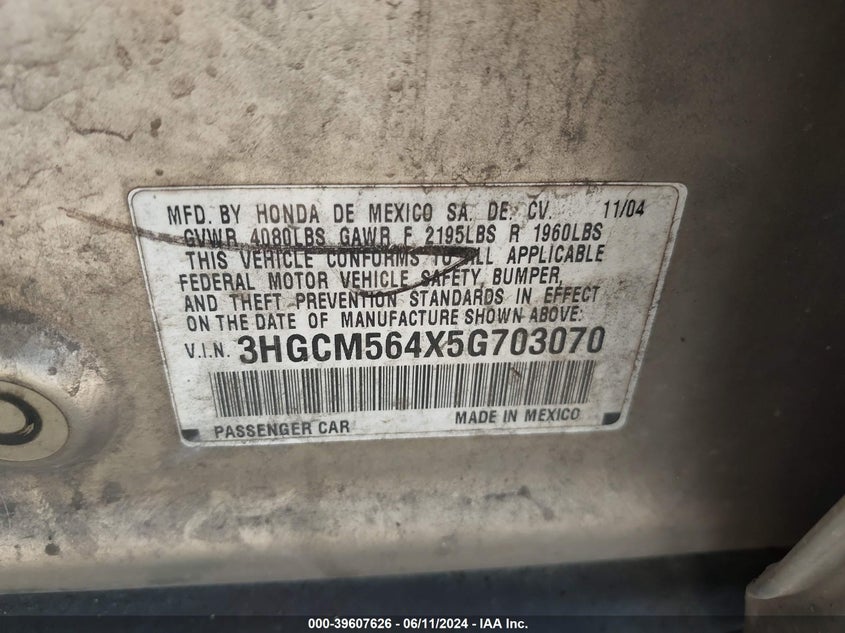 MFD. BY HONDA DE MEXICO SA. DE. CV. 11/04
GVWR 4080LBS GAWR F 2195LBS R 1960LBS
THIS VEHICLE CONFORMS TO ALL APPLICABLE
FEDERAL MOTOR VEHICLE SAFETY BUMPER,
AND THEFT PREVENTION STANDARDS IN EFFECT
ON THE DATE OF MANUFACTURE SHOWN ABOVE:
V.I.N. 3HGCM564X5G703070
PASSENGER CAR MADE IN MEXICO
000-39607626 - 06/11/2024 - IAA Inc.